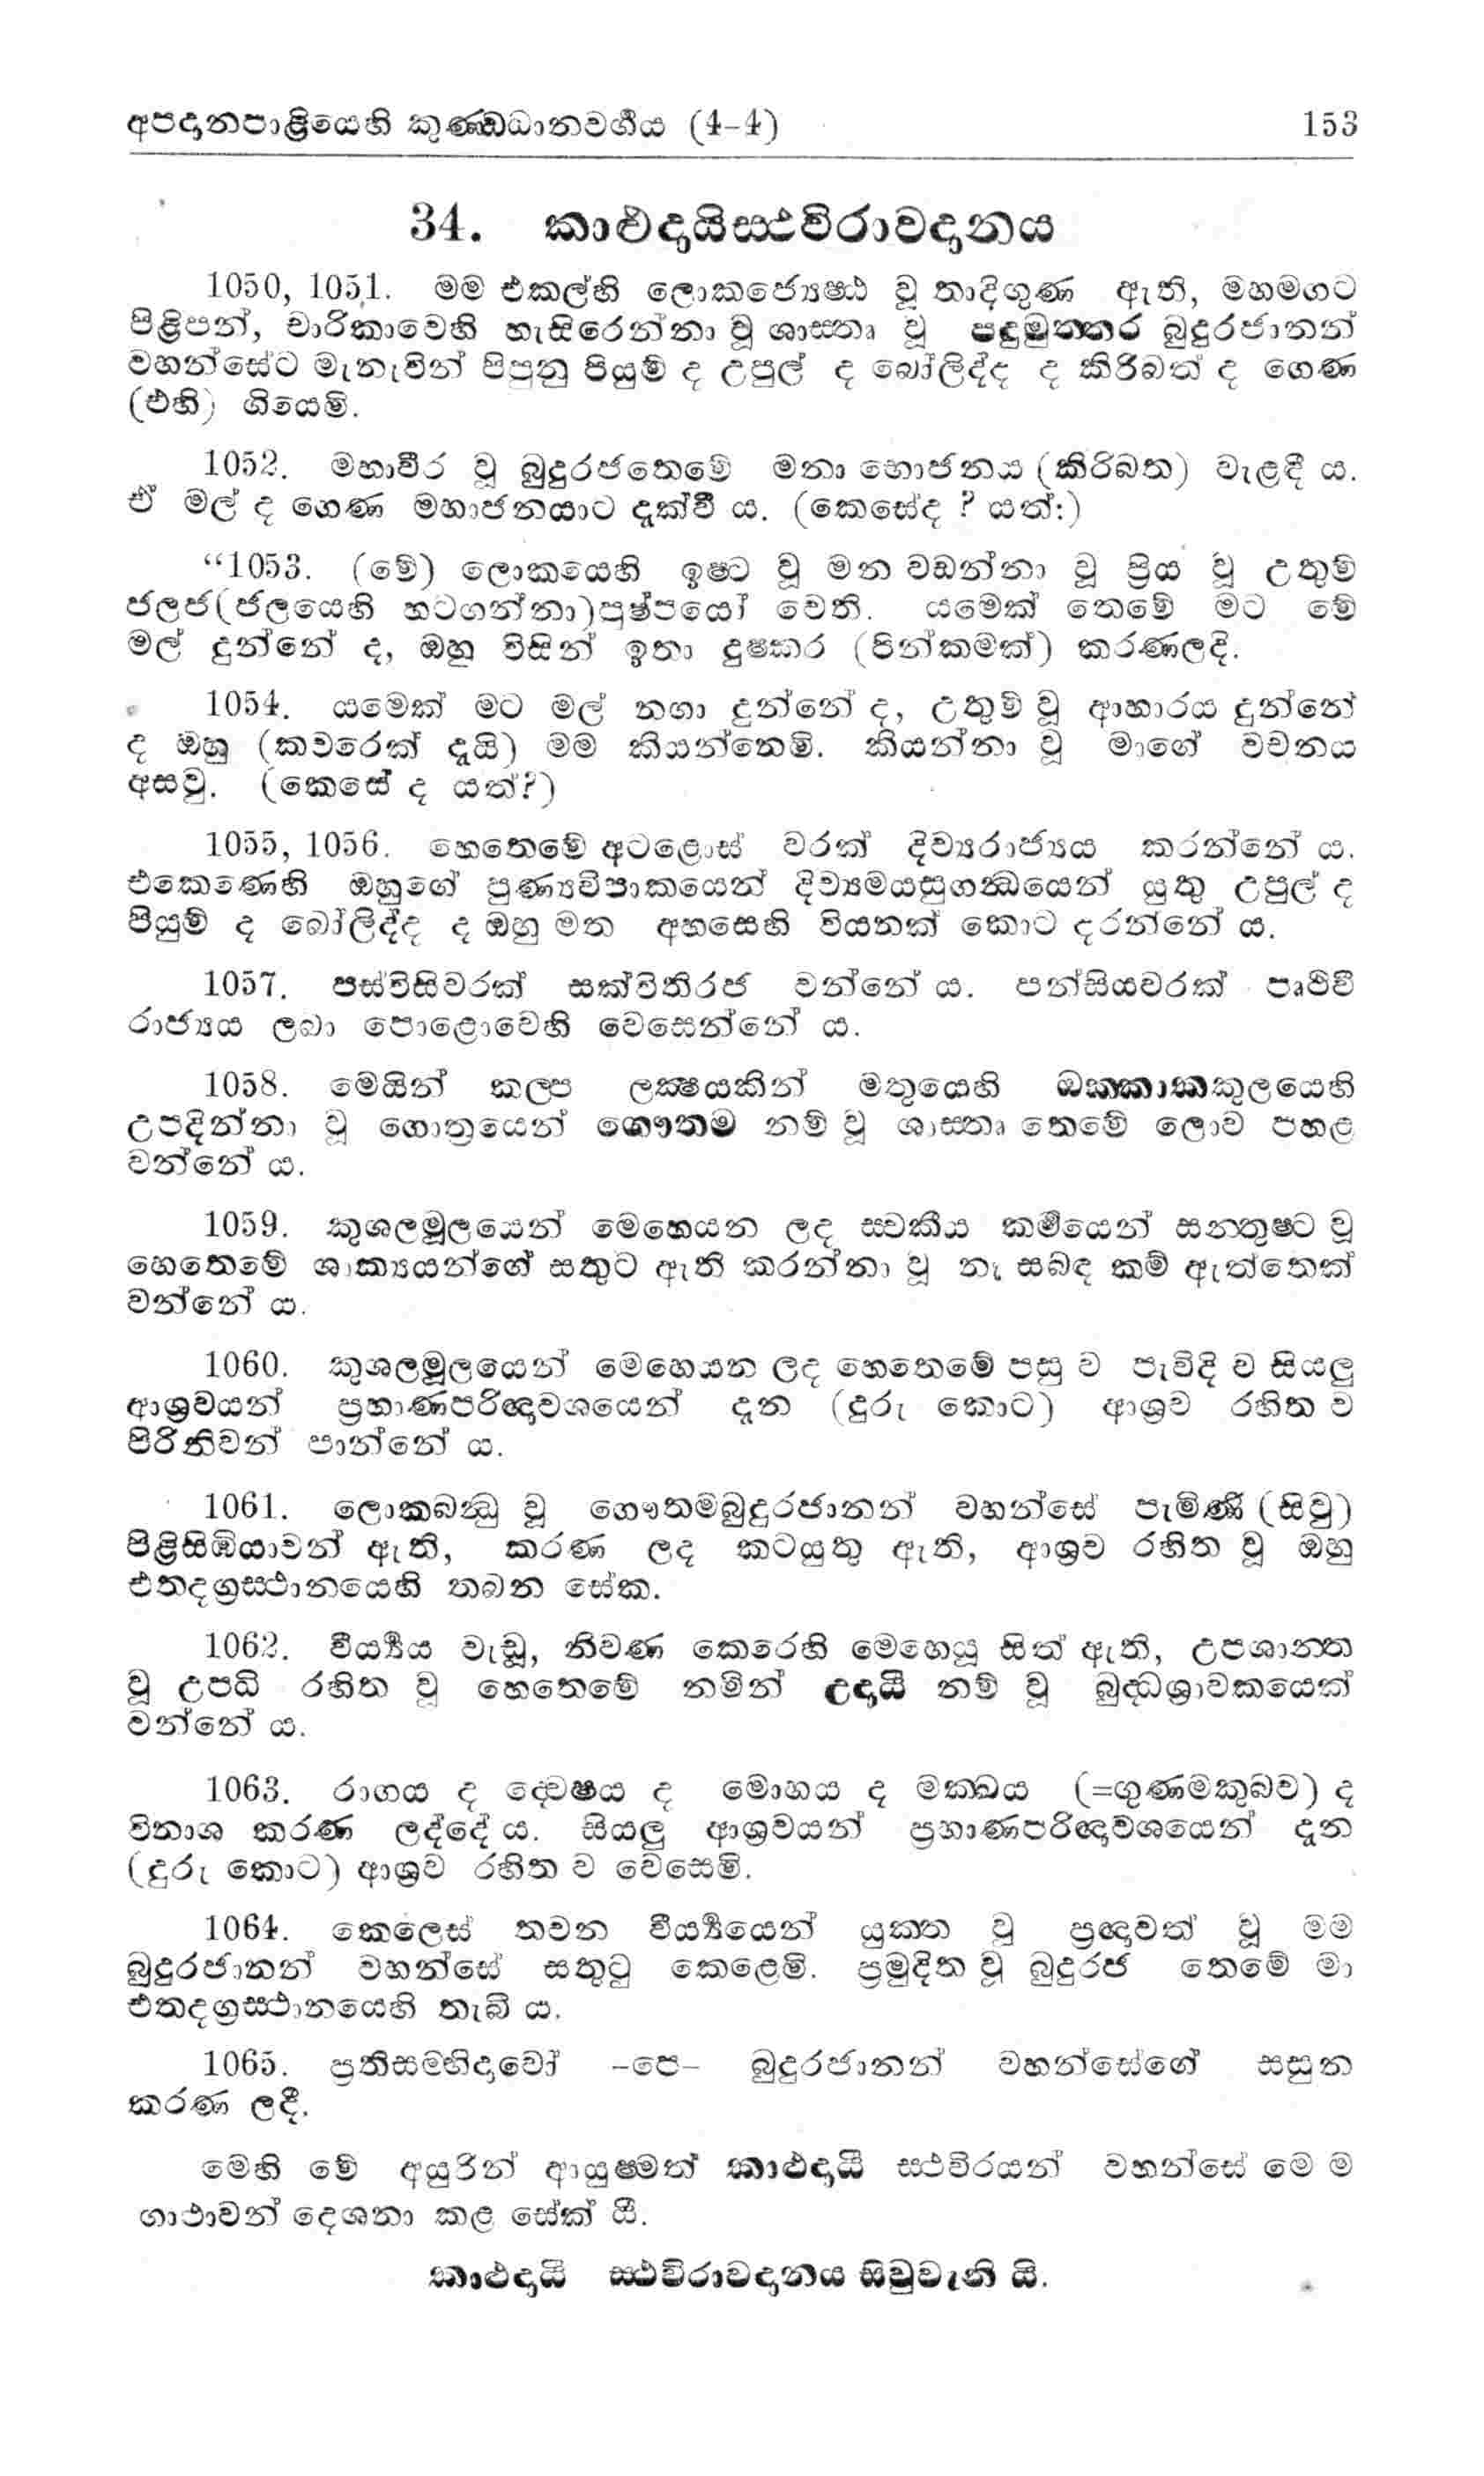 අපදානපාළියෙහි කුණ්ඩධානවර්‍ගය (4-4) 153
34. කාළුදායිස්ථවිරාවදානය
1050, 1051. මම එකල්හි ලොකජ්‍යෙෂ්ඨ වූ තාදිගුණ ඇති, මහමගට
පිළිපන්, චාරිකාවෙහි හැසිරෙන්නා වූ ශාස්තෘ වූ පදුමුත්තර බුදුරජානන්
වහන්සේට මැනැවින් පිපුනු පියුම් ද උපුල් ද බෝලිද්ද ද කිරිබත් ද ගෙණ
(එහි) ගියෙමි.
1052. මහාවීර වූ බුදුරජතෙමේ මනා භොජනය (කිරිබත) වැළඳී ය.
ඒ මල් ද ගෙණ මහාජනයාට දැක්වී ය. (කෙසේද ? යත්:)
“1053. (මේ) ලොකයෙහි ඉෂ්ට වූ මන වඩන්නා වූ ප්‍රිය වූ උතුම්
ජලජ(ජලයෙහි හටගන්නා)පුෂ්පයෝ වෙති. යමෙක් තෙමේ මට මේ
මල් දුන්නේ ද, ඔහු විසින් ඉතා දුෂ්කර (පින්කමක්) කරණලදි.
1054. යමෙක් මට මල් නගා දුන්නේ ද, උතුම් වූ ආහාරය දුන්නේ
ද ඔහු (කවරෙක් දැයි) මම කියන්නෙමි. කියන්නා වූ මාගේ වචනය
අසවු. (කෙසේ ද යත්?)
1055, 1056. හෙතෙමේ අටළොස් වරක් දිව්‍යරාජ්‍යය කරන්නේ ය.
එකෙණෙහි ඔහුගේ පුණ්‍යවිපාකයෙන් දිව්‍යමයසුගන්ධයෙන් යුතු උපුල් ද
පියුම් ද බෝලිද්ද ද ඔහු මත අහසෙහි වියනක් කොට දරන්නේ ය.
1057. පස්විසිවරක් සක්විතිරජ වන්නේ ය. පන්සියවරක් පෘථිවි
රාජ්‍යය ලබා පොළොවෙහි වෙසෙන්නේ ය.
1058. මෙයින් කල්ප ලක්‍ෂයකින් මතුයෙහි ඔක්කාකකුලයෙහි
උපදින්නා වූ ගොත්‍රයෙන් ගෞතම නම් වූ ශාස්තෘ තෙමේ ලොව පහළ
වන්නේ ය.
1059. කුශලමූලයෙන් මෙහෙයන ලද ස්වකීය කර්‍මයෙන් සන්තුෂ්ට වූ
හෙතෙමේ ශාක්‍යයන්ගේ සතුට ඇති කරන්නා වූ නෑ සබඳ කම් ඇත්තෙක්
වන්නේ ය.
1060. කුශලමූලයෙන් මෙහෙයන ලද හෙතෙමේ පසු ව පැවිදි ව සියලු
ආශ්‍රවයන් ප්‍රහාණපරිඥාවශයෙන් දැන (දුරු කොට) ආශ්‍රව රහිත ව
පිරිනිවන් පාන්නේ ය.
1061. ලොකබන්ධු වූ ගෞතමබුදුරජානන් වහන්සේ පැමිණි (සිවු)
පිළිසිඹියාවන් ඇති, කරණ ලද කටයුතු ඇති, ආශ්‍රව රහිත වූ ඔහු
එතදග්‍රස්ථානයෙහි තබන සේක.
1062. වීර්‍ය්‍යය වැඩූ, නිවණ කෙරෙහි මෙහෙයූ සිත් ඇති, උපශාන්ත
වූ උපධි රහිත වූ හෙතෙමේ නමින් උදායී නම් වූ බුද්ධශ්‍රාවකයෙක්
වන්නේ ය.
1063. රාගය ද ද්වෙෂය ද මොහය ද මක්ඛය (=ගුණමකුබව) ද
විනාශ කරණ ලද්දේ ය. සියලු ආශ්‍රවයන් ප්‍රහාණපරිඥාවශයෙන් දැන
(දුරු කොට) ආශ්‍රව රහිත ව වෙසෙමි.
1064. කෙලෙස් තවන වීර්‍ය්‍යයෙන් යුක්ත වූ ප්‍රඥාවත් වූ මම
බුදුරජානන් වහන්සේ සතුටු කෙළෙමි. ප්‍රමුදිත වූ බුදුරජ තෙමේ මා
එතදග්‍රස්ථානයෙහි තැබී ය.
1065. ප්‍රතිසම්භිදාවෝ -පෙ- බුදුරජානන් වහන්සේගේ සසුන
කරණ ලදී.
මෙහි මේ අයුරින් ආයුෂ්මත් කාළුදායී ස්ථවිරයන් වහන්සේ මෙ ම
ගාථාවන් දෙශනා කළ සේක් යී.
කාළුදායී ස්ථවිරාවදානය සිවුවැනි යි.